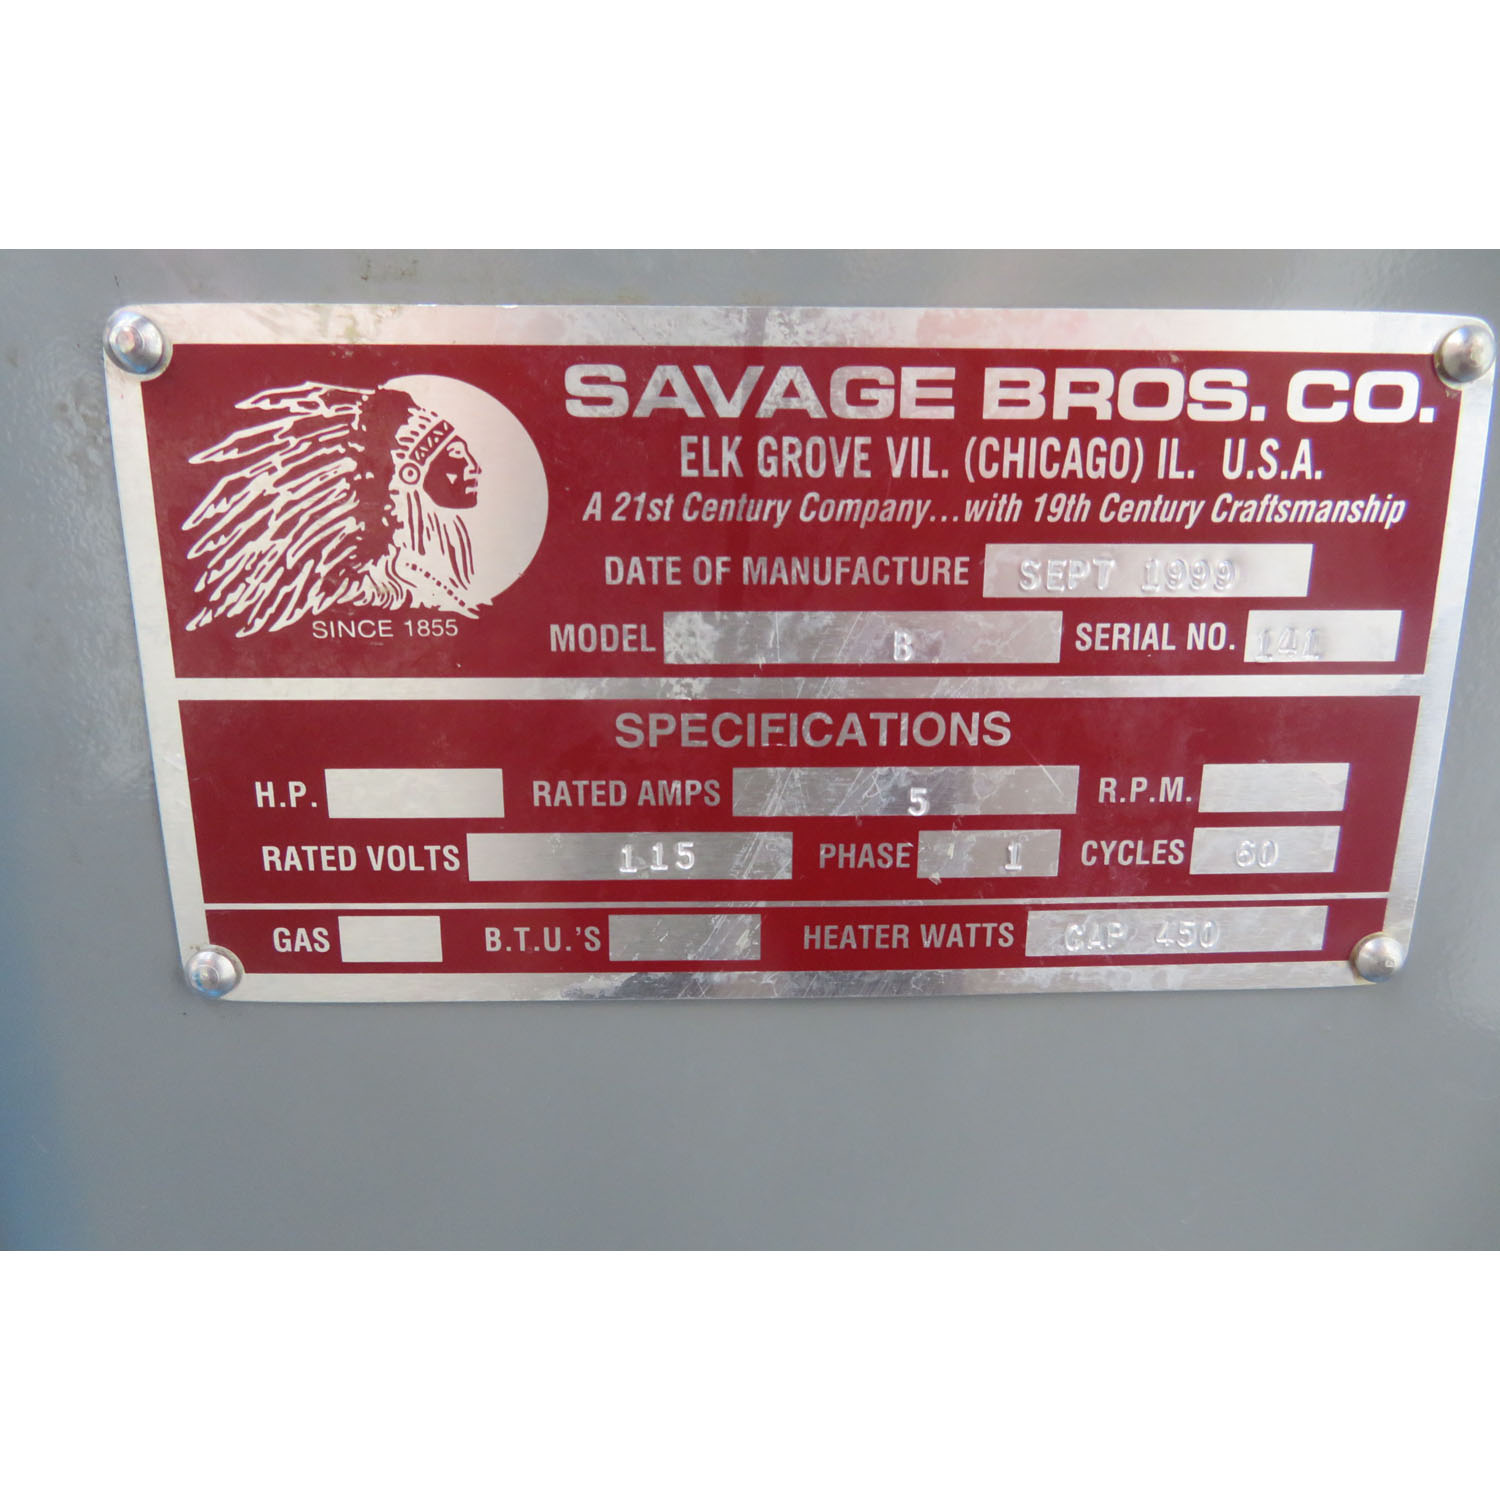 SAVAGE BROS. CO.
ELK GROVE VIL. (CHICAGO) IL. U.S.A.
A 21st Century Company...with 19th Century Craftsmanship
SINCE 1855
DATE OF MANUFACTURE SEPT 1999
MODEL B SERIAL NO. 141
SPECIFICATIONS
H.P. RATED AMPS 5 R.P.M.
RATED VOLTS 115 PHASE 1 CYCLES 60
GAS B.T.U.'S HEATER WATTS CAP 450